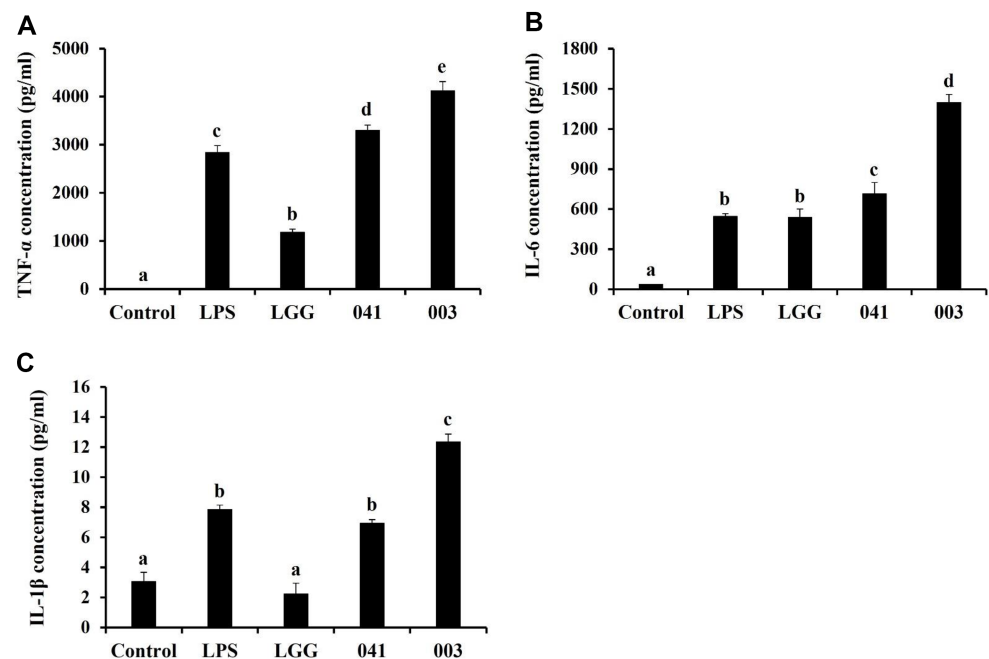 A
TNF-α concentration (pg/ml)
5000
4000
3000
2000
1000
0
a
c
b
d
e
Control LPS LGG 041 003
B
IL-6 concentration (pg/ml)
1800
1500
1200
900
600
300
0
a
b
b
c
d
Control LPS LGG 041 003
C
IL-1β concentration (pg/ml)
16
14
12
10
8
6
4
2
0
a
b
a
b
c
Control LPS LGG 041 003